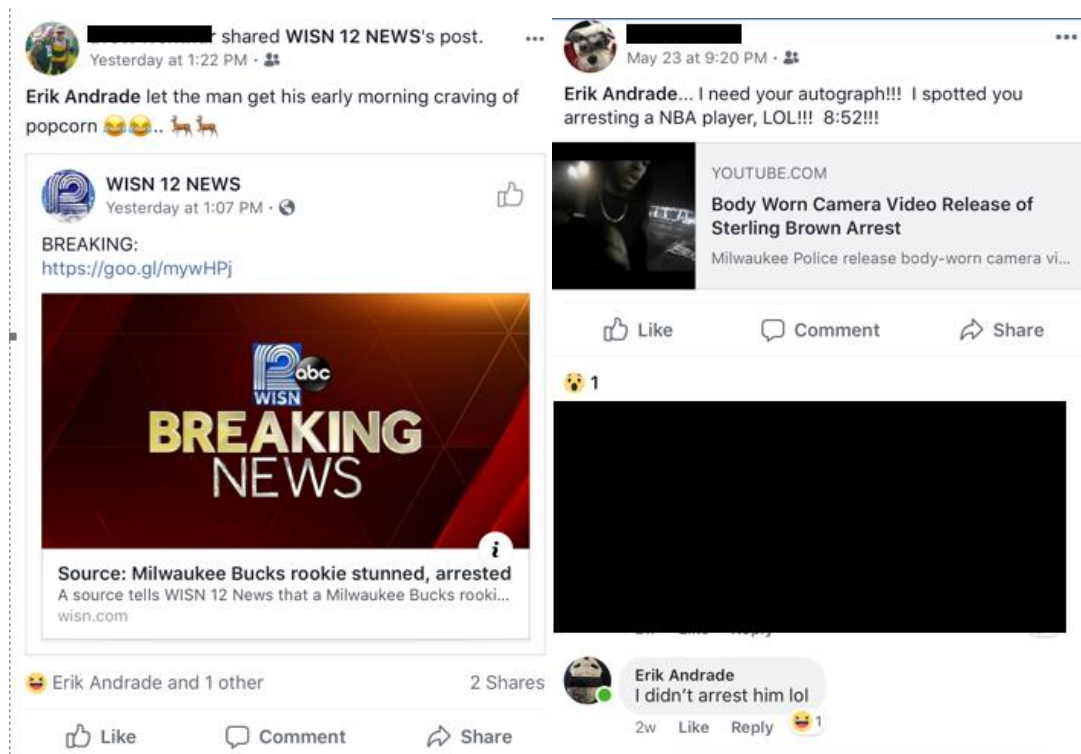 r shared WISN 12 NEWS's post.
Yesterday at 1:22 PM ·
Erik Andrade let the man get his early morning craving of
popcorn 😂😂.. 🦌🦌
WISN 12 NEWS
Yesterday at 1:07 PM ·
BREAKING:
https://goo.gl/mywHPj
12 abc
WISN
BREAKING
NEWS
i
Source: Milwaukee Bucks rookie stunned, arrested
A source tells WISN 12 News that a Milwaukee Bucks rooki...
wisn.com
Erik Andrade and 1 other
2 Shares
Like Comment Share
May 23 at 9:20 PM ·
Erik Andrade... I need your autograph!!! I spotted you
arresting a NBA player, LOL!!! 8:52!!!
YOUTUBE.COM
Body Worn Camera Video Release of
Sterling Brown Arrest
Milwaukee Police release body-worn camera vi...
Like Comment Share
😮 1
Erik Andrade
I didn't arrest him lol
2w Like Reply 😆 1